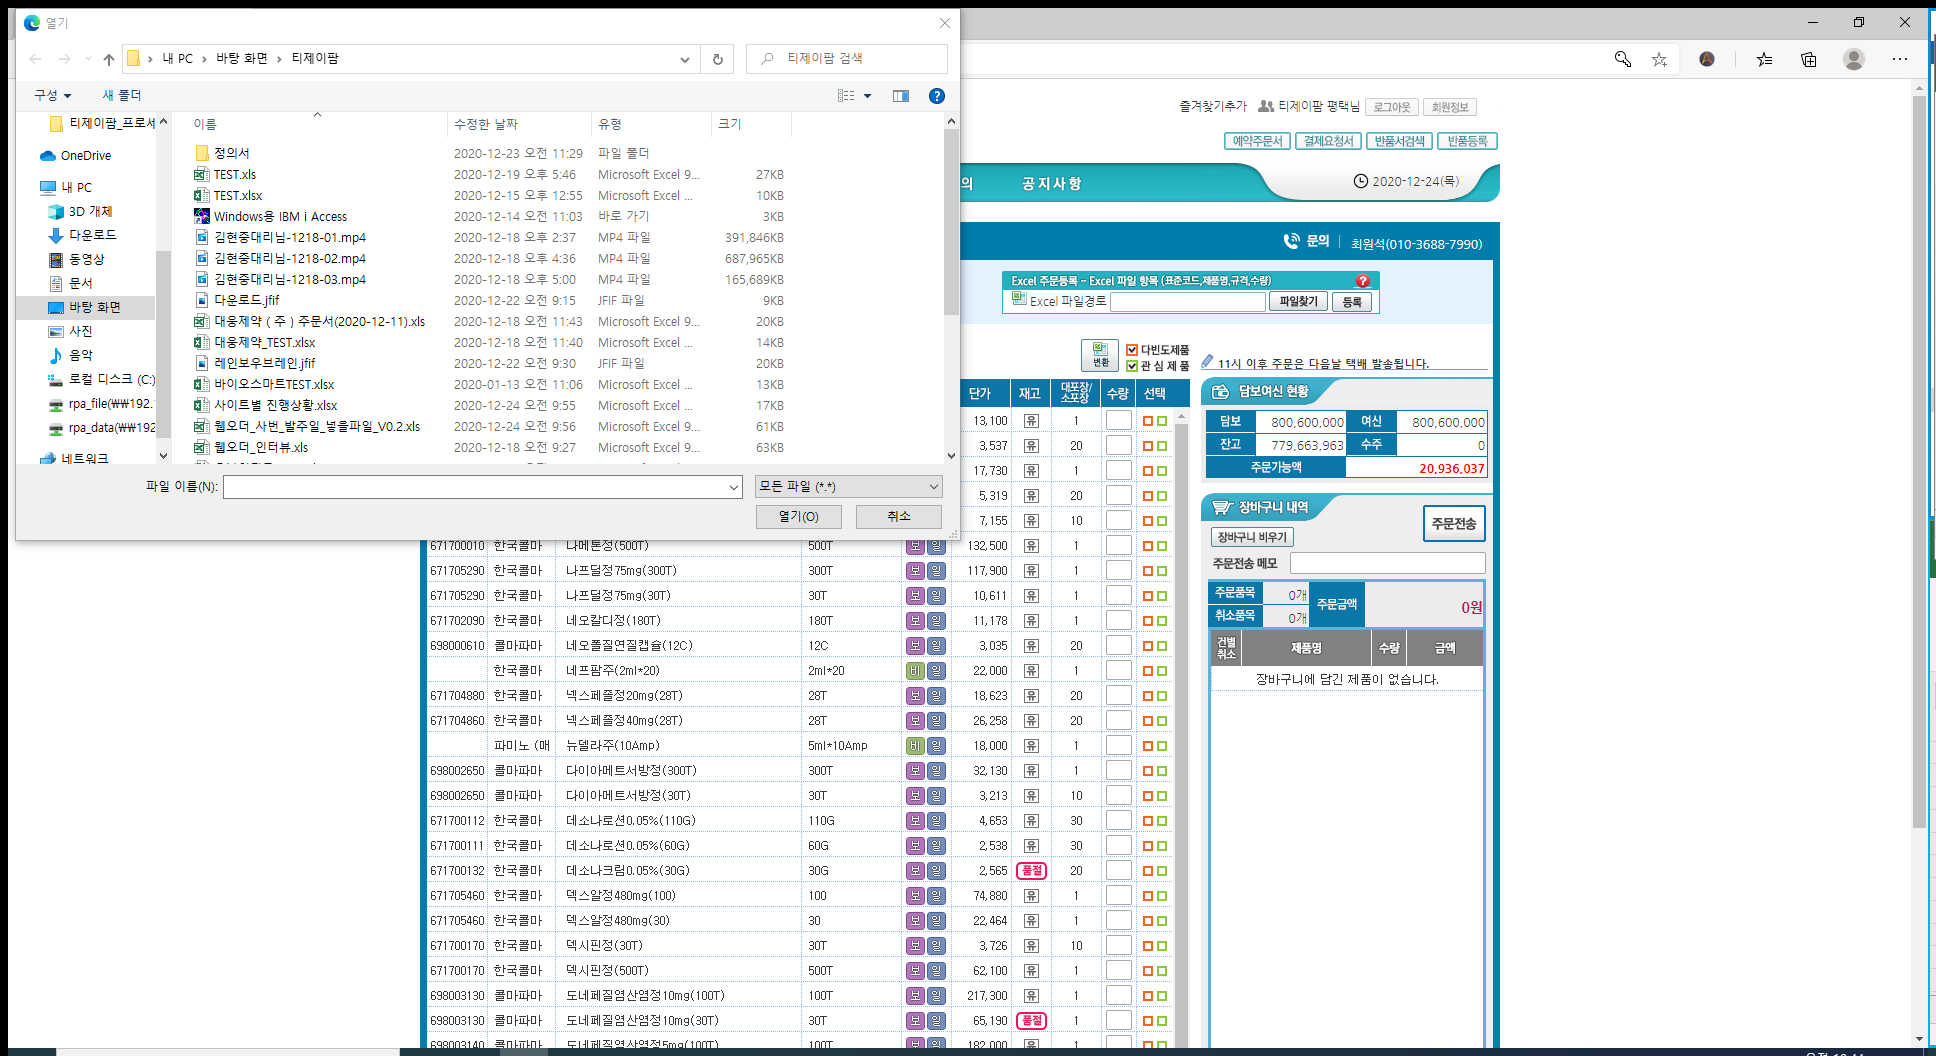 열기
내 PC › 바탕 화면 › 티제이팜
티제이팜 검색
구성
새 폴더
티제이팜_프로세
OneDrive
내 PC
3D 개체
다운로드
동영상
문서
바탕 화면
사진
음악
로컬 디스크 (C:)
rpa_file(₩₩192.
rpa_data(₩₩192
네트워크
이름 수정한 날짜 유형 크기
정의서 2020-12-23 오전 11:29 파일 폴더
TEST.xls 2020-12-19 오후 5:46 Microsoft Excel 9... 27KB
TEST.xlsx 2020-12-15 오후 12:55 Microsoft Excel ... 10KB
Windows용 IBM i Access 2020-12-14 오전 11:03 바로 가기 3KB
김현중대리님-1218-01.mp4 2020-12-18 오후 2:37 MP4 파일 391,846KB
김현중대리님-1218-02.mp4 2020-12-18 오후 4:36 MP4 파일 687,965KB
김현중대리님-1218-03.mp4 2020-12-18 오후 5:00 MP4 파일 165,689KB
다운로드.jfif 2020-12-22 오전 9:15 JFIF 파일 9KB
대웅제약 ( 주 ) 주문서(2020-12-11).xls 2020-12-18 오전 11:43 Microsoft Excel 9... 20KB
대웅제약_TEST.xlsx 2020-12-18 오전 11:40 Microsoft Excel ... 14KB
레인보우브레인.jfif 2020-12-22 오전 9:30 JFIF 파일 20KB
바이오스마트TEST.xlsx 2020-01-13 오전 11:06 Microsoft Excel ... 13KB
사이트별 진행상황.xlsx 2020-12-24 오전 9:55 Microsoft Excel ... 17KB
웹오더_사번_발주일_넣을파일_V0.2.xls 2020-12-24 오전 9:56 Microsoft Excel 9... 61KB
웹오더_인터뷰.xls 2020-12-18 오전 9:27 Microsoft Excel 9... 63KB
파일 이름(N):
모든 파일 (*.*)
열기(O)
취소
즐겨찾기추가 티제이팜 평택님 로그아웃 회원정보
예약주문서 결제요청서 반품서검색 반품등록
의 공지사항
2020-12-24(목)
문의 최원석(010-3688-7990)
Excel 주문등록 - Excel 파일 항목 (표준코드,제품명,규격,수량) ?
Excel 파일경로 파일찾기 등록
변환
다빈도제품
관 심 제 품
11시 이후 주문은 다음날 택배 발송됩니다.
단가 재고 대포장/소포장 수량 선택
13,100 유 1
3,537 유 20
17,730 유 1
5,319 유 20
7,155 유 10
671700010 한국콜마 나메톤정(500T) 500T 보 일 132,500 유 1
671705290 한국콜마 나프덜정75mg(300T) 300T 보 일 117,900 유 1
671705290 한국콜마 나프덜정75mg(30T) 30T 보 일 10,611 유 1
671702090 한국콜마 네오칼디정(180T) 180T 보 일 11,178 유 1
698000610 콜마파마 네오폴질연질캡슐(12C) 12C 보 일 3,035 유 20
한국콜마 네프팜주(2ml*20) 2ml*20 비 일 22,000 유 1
671704880 한국콜마 넥스페플정20mg(28T) 28T 보 일 18,623 유 20
671704860 한국콜마 넥스페플정40mg(28T) 28T 보 일 26,258 유 20
파미노 (매 뉴델라주(10Amp) 5ml*10Amp 비 일 18,000 유 1
698002650 콜마파마 다이아메트서방정(300T) 300T 보 일 32,130 유 1
698002650 콜마파마 다이아메트서방정(30T) 30T 보 일 3,213 유 10
671700112 한국콜마 데소나로션0.05%(110G) 110G 보 일 4,653 유 30
671700111 한국콜마 데소나로션0.05%(60G) 60G 보 일 2,538 유 30
671700132 한국콜마 데소나크림0.05%(30G) 30G 보 일 2,565 품절 20
671705460 한국콜마 덱스알정480mg(100) 100 보 일 74,880 유 1
671705460 한국콜마 덱스알정480mg(30) 30 보 일 22,464 유 1
671700170 한국콜마 덱시핀정(30T) 30T 보 일 3,726 유 10
671700170 한국콜마 덱시핀정(500T) 500T 보 일 62,100 유 1
698003130 콜마파마 도네페질염산염정10mg(100T) 100T 보 일 217,300 유 1
698003130 콜마파마 도네페질염산염정10mg(30T) 30T 보 일 65,190 품절 1
698003140 콜마파마 도네페질염산염정5mg(100T) 100T 보 일 182,000 유 1
담보여신 현황
담보 800,600,000 여신 800,600,000
잔고 779,663,963 수주 0
주문가능액 20,936,037
장바구니 내역
주문전송
장바구니 비우기
주문전송 메모
주문품목 0개 주문금액 0원
취소품목 0개
건별취소 제품명 수량 금액
장바구니에 담긴 제품이 없습니다.